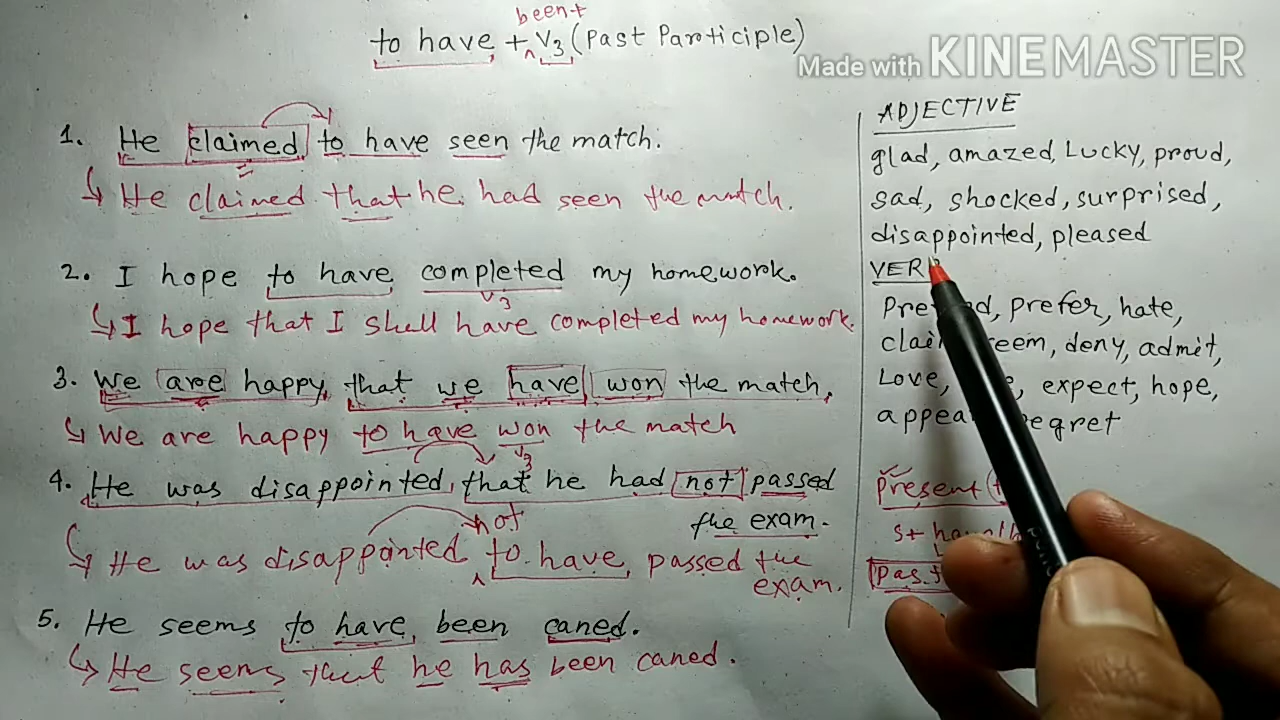 been+
to have + V3 (Past Participle)
Made with KINEMASTER
1. He claimed to have seen the match.
He claimed that he had seen the match.
2. I hope to have completed my homework.
V3
I hope that I shall have completed my homework.
3. We are happy, that we have won the match.
We are happy to have won the match
V3
4. He was disappointed, that he had not passed
the exam.
not
He was disappointed to have passed the
exam.
5. He seems to have been caned.
He seems that he has been caned.
ADJECTIVE
glad, amazed, Lucky, proud,
sad, shocked, surprised,
disappointed, pleased
VER
prefer, hate,
deny, admit,
Love, expect, hope,
Present
S+
Past